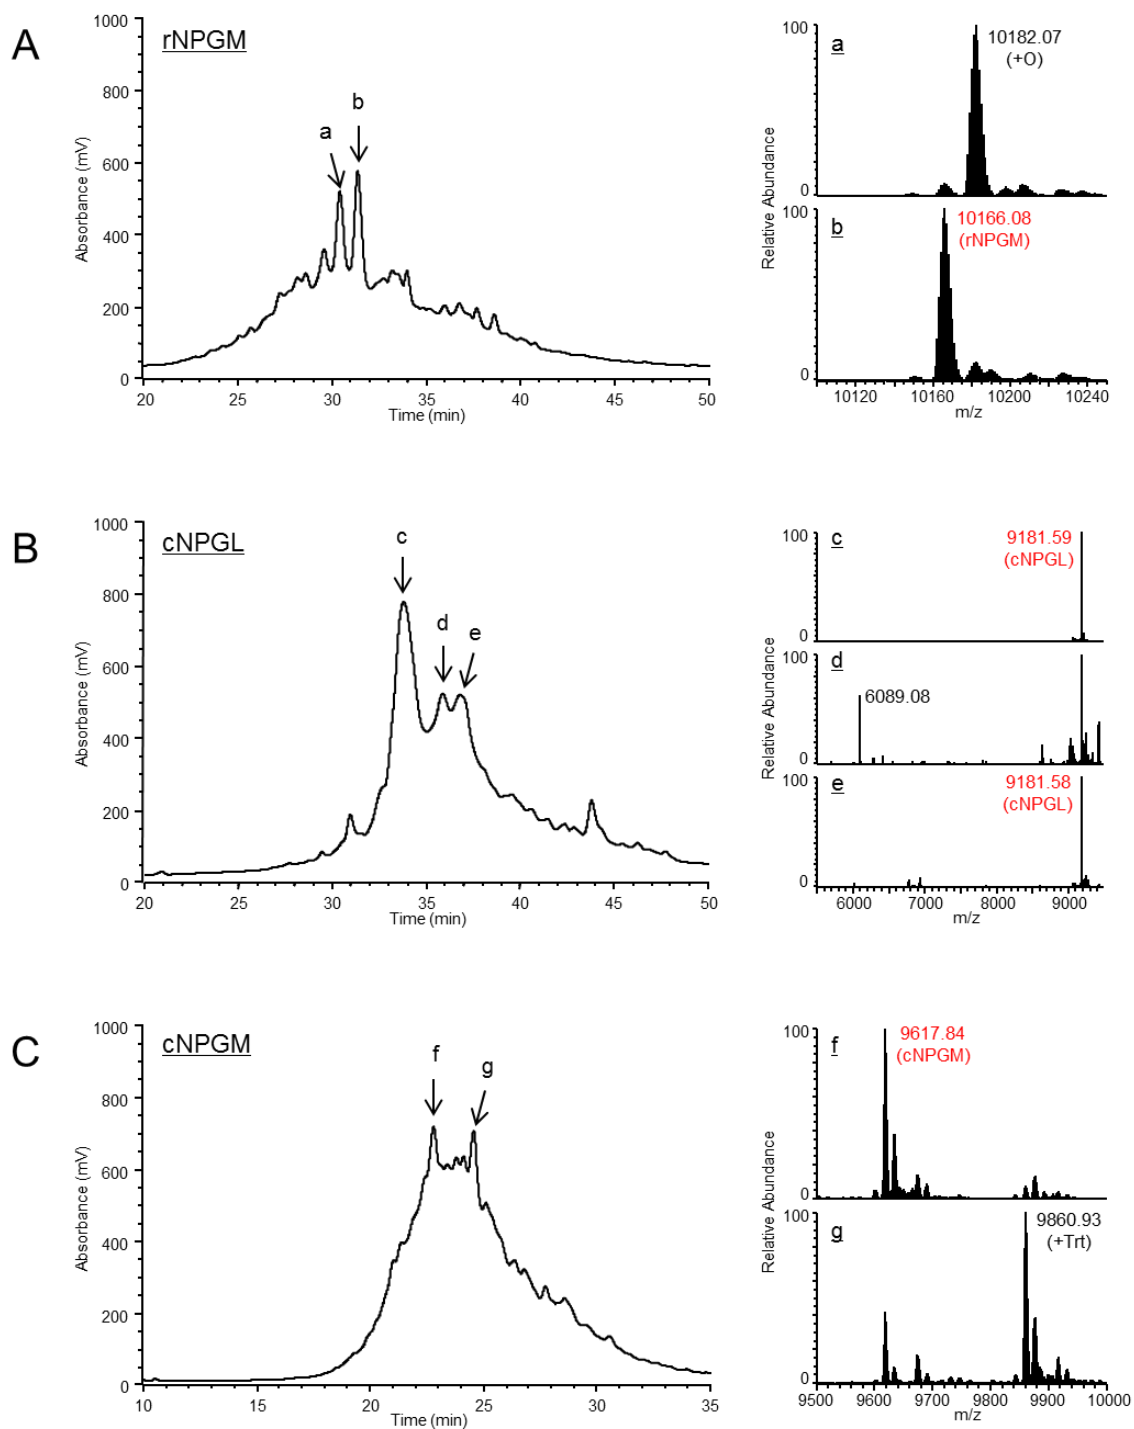 A
rNPGM
1000
800
600
400
200
0
Absorbance (mV)
a
b
20 25 30 35 40 45 50
Time (min)
a
100
0
10182.07
(+O)
b
100
0
10166.08
(rNPGM)
Relative Abundance
10120 10160 10200 10240
m/z
B
cNPGL
1000
800
600
400
200
0
Absorbance (mV)
c
d
e
20 25 30 35 40 45 50
Time (min)
c
100
0
9181.59
(cNPGL)
d
100
0
6089.08
e
100
0
9181.58
(cNPGL)
Relative Abundance
6000 7000 8000 9000
m/z
C
cNPGM
1000
800
600
400
200
0
Absorbance (mV)
f
g
10 15 20 25 30 35
Time (min)
f
100
0
9617.84
(cNPGM)
g
100
0
9860.93
(+Trt)
Relative Abundance
9500 9600 9700 9800 9900 10000
m/z